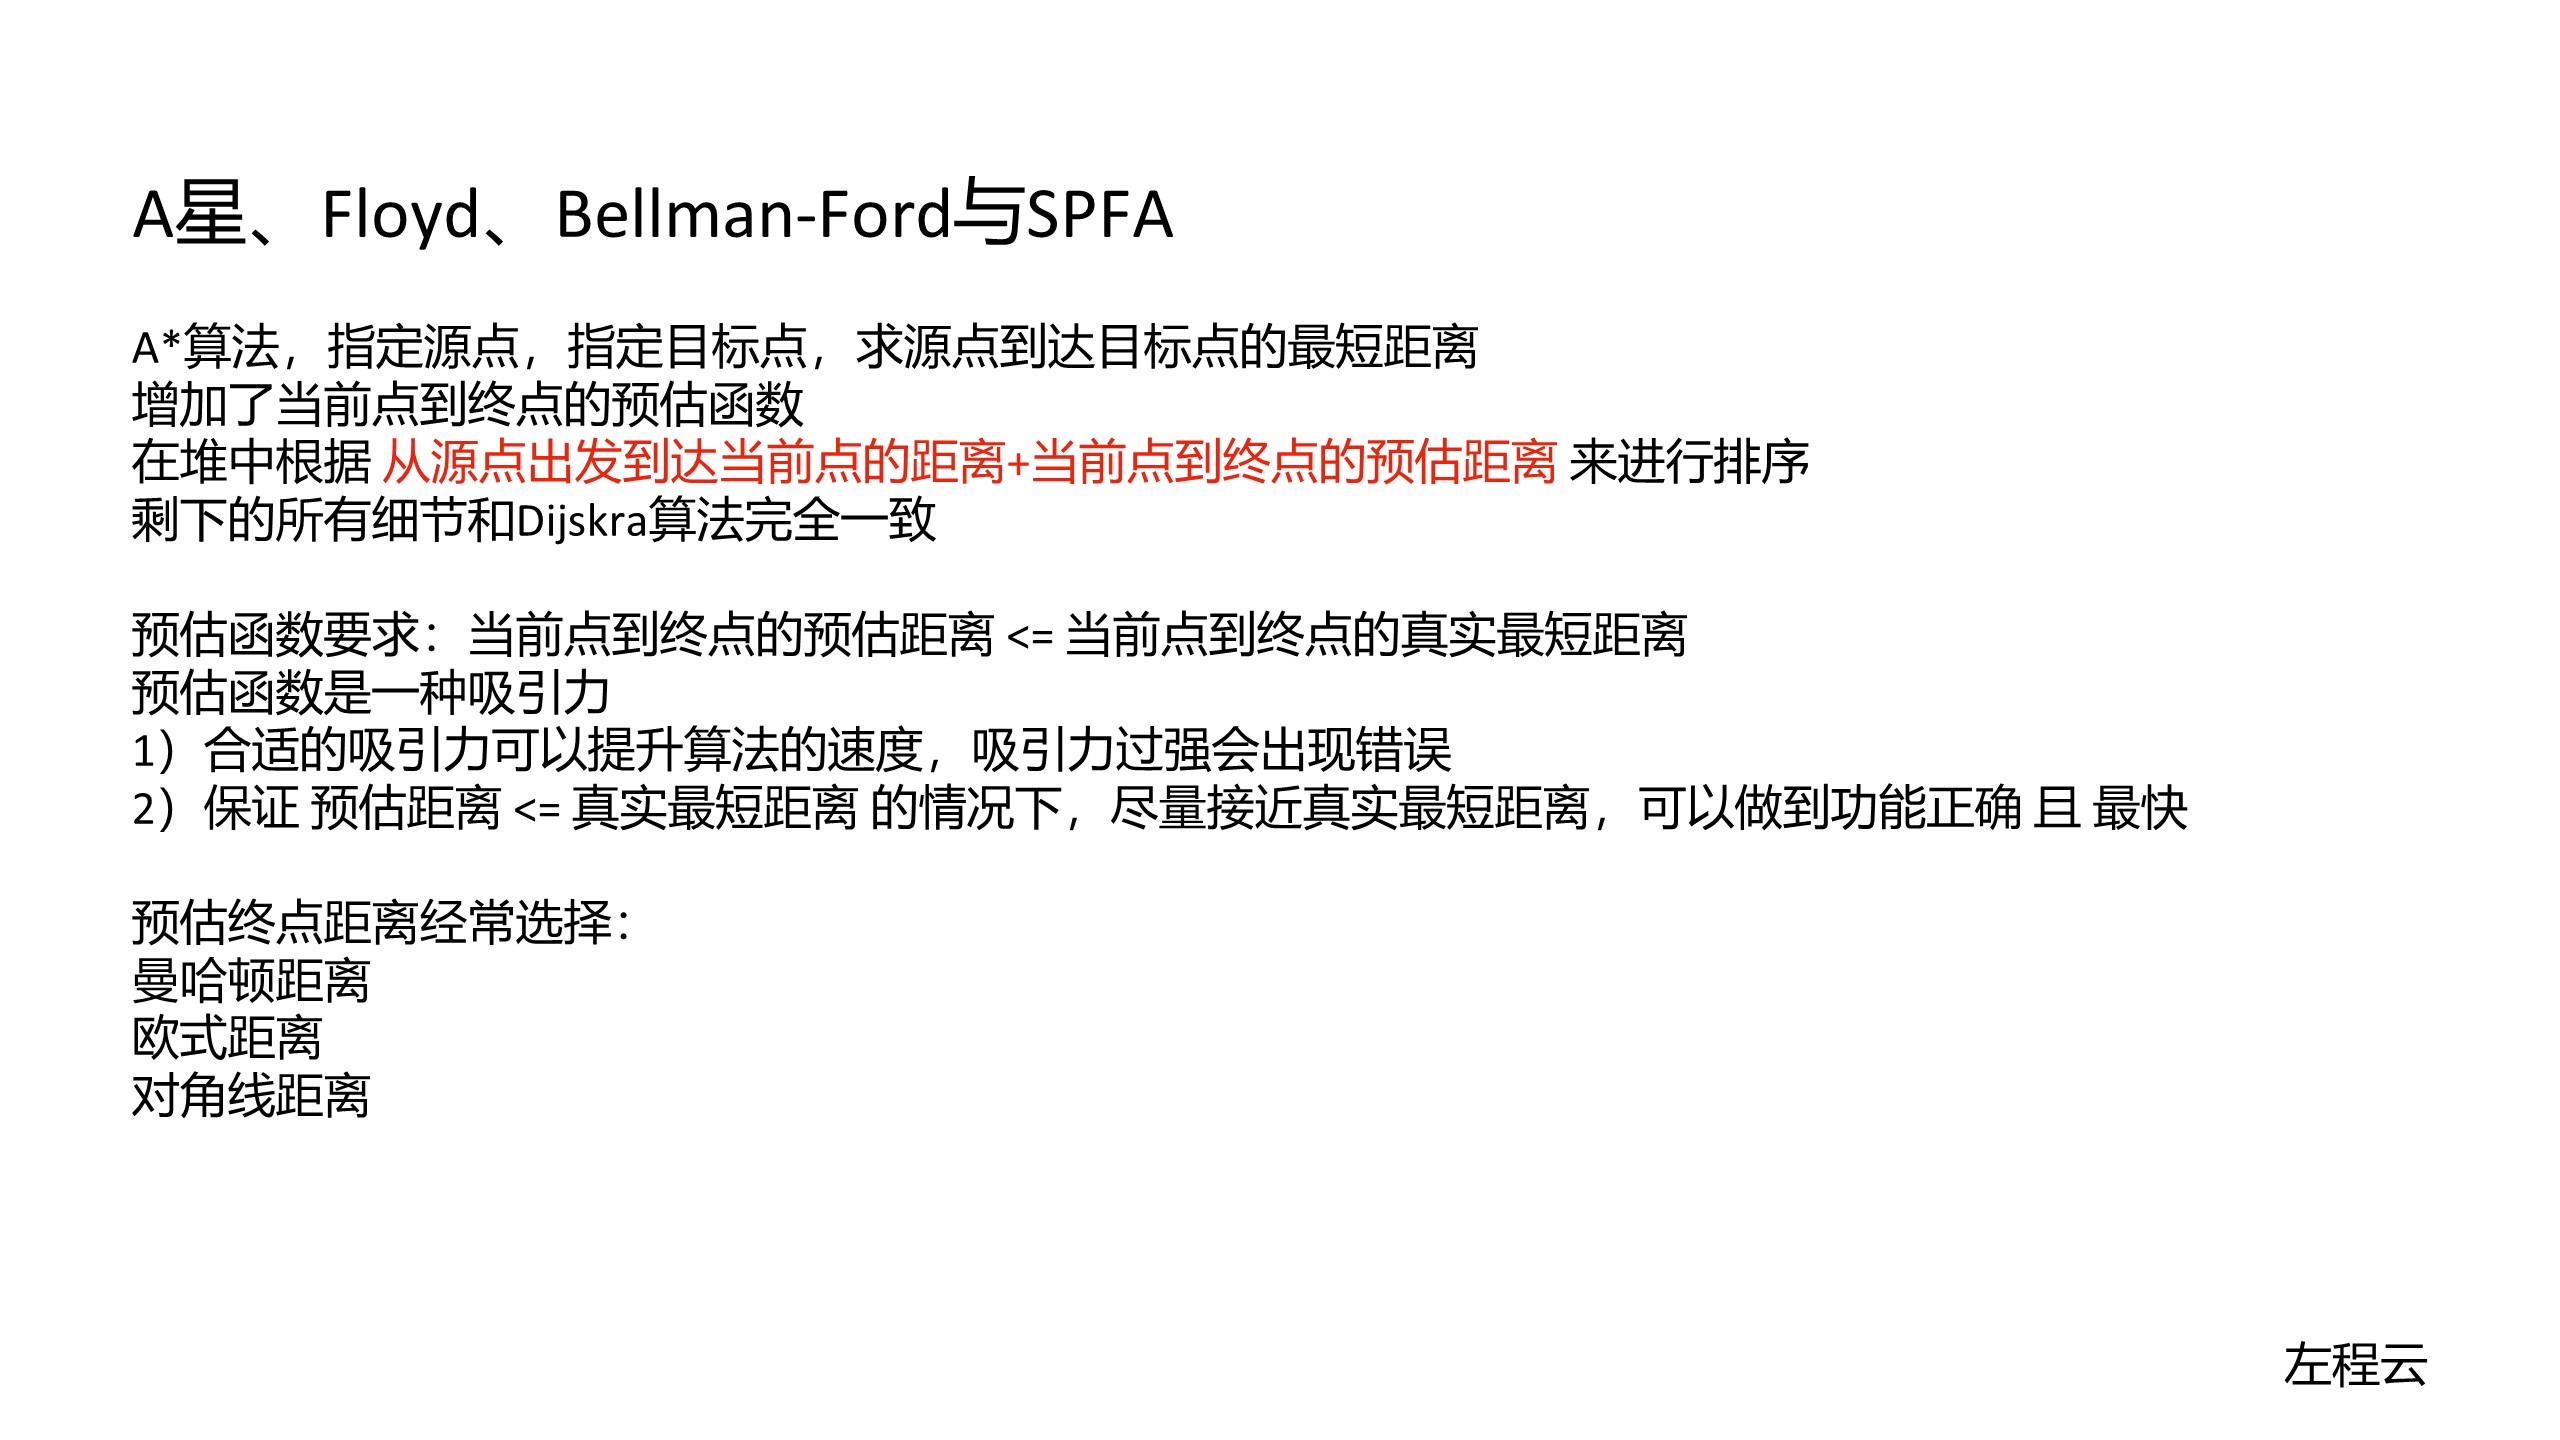 A星、Floyd、Bellman-Ford与SPFA
A*算法，指定源点，指定目标点，求源点到达目标点的最短距离
增加了当前点到终点的预估函数
在堆中根据 从源点出发到达当前点的距离+当前点到终点的预估距离 来进行排序
剩下的所有细节和Dijskra算法完全一致
预估函数要求：当前点到终点的预估距离 <= 当前点到终点的真实最短距离
预估函数是一种吸引力
1）合适的吸引力可以提升算法的速度，吸引力过强会出现错误
2）保证 预估距离 <= 真实最短距离 的情况下，尽量接近真实最短距离，可以做到功能正确 且 最快
预估终点距离经常选择：
曼哈顿距离
欧式距离
对角线距离
左程云